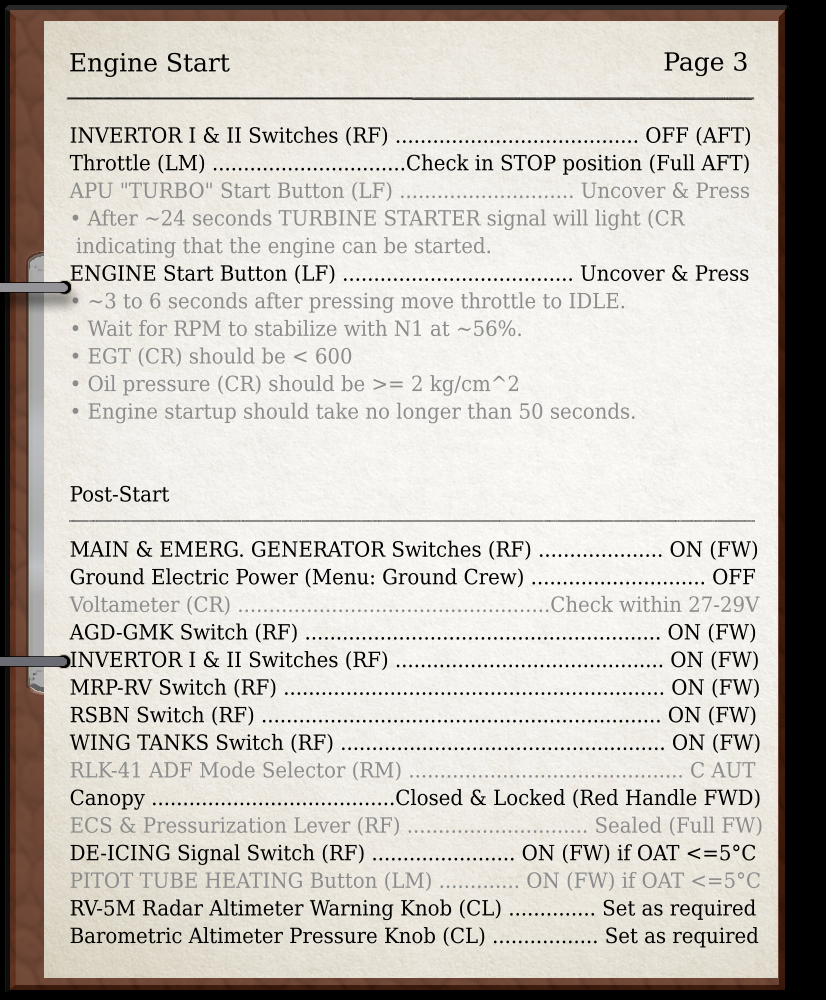 Engine Start Page 3
INVERTOR I & II Switches (RF) ..................................... OFF (AFT)
Throttle (LM) .............................Check in STOP position (Full AFT)
APU "TURBO" Start Button (LF) .......................... Uncover & Press
• After ~24 seconds TURBINE STARTER signal will light (CR
indicating that the engine can be started.
ENGINE Start Button (LF) ................................... Uncover & Press
• ~3 to 6 seconds after pressing move throttle to IDLE.
• Wait for RPM to stabilize with N1 at ~56%.
• EGT (CR) should be < 600
• Oil pressure (CR) should be >= 2 kg/cm^2
• Engine startup should take no longer than 50 seconds.
Post-Start
MAIN & EMERG. GENERATOR Switches (RF) ................... ON (FW)
Ground Electric Power (Menu: Ground Crew) .......................... OFF
Voltameter (CR) ...............................................Check within 27-29V
AGD-GMK Switch (RF) ...................................................... ON (FW)
INVERTOR I & II Switches (RF) ......................................... ON (FW)
MRP-RV Switch (RF) .......................................................... ON (FW)
RSBN Switch (RF) ............................................................. ON (FW)
WING TANKS Switch (RF) ................................................. ON (FW)
RLK-41 ADF Mode Selector (RM) .......................................... C AUT
Canopy .....................................Closed & Locked (Red Handle FWD)
ECS & Pressurization Lever (RF) ........................... Sealed (Full FW)
DE-ICING Signal Switch (RF) ...................... ON (FW) if OAT <=5°C
PITOT TUBE HEATING Button (LM) ............ ON (FW) if OAT <=5°C
RV-5M Radar Altimeter Warning Knob (CL) ............. Set as required
Barometric Altimeter Pressure Knob (CL) ................ Set as required